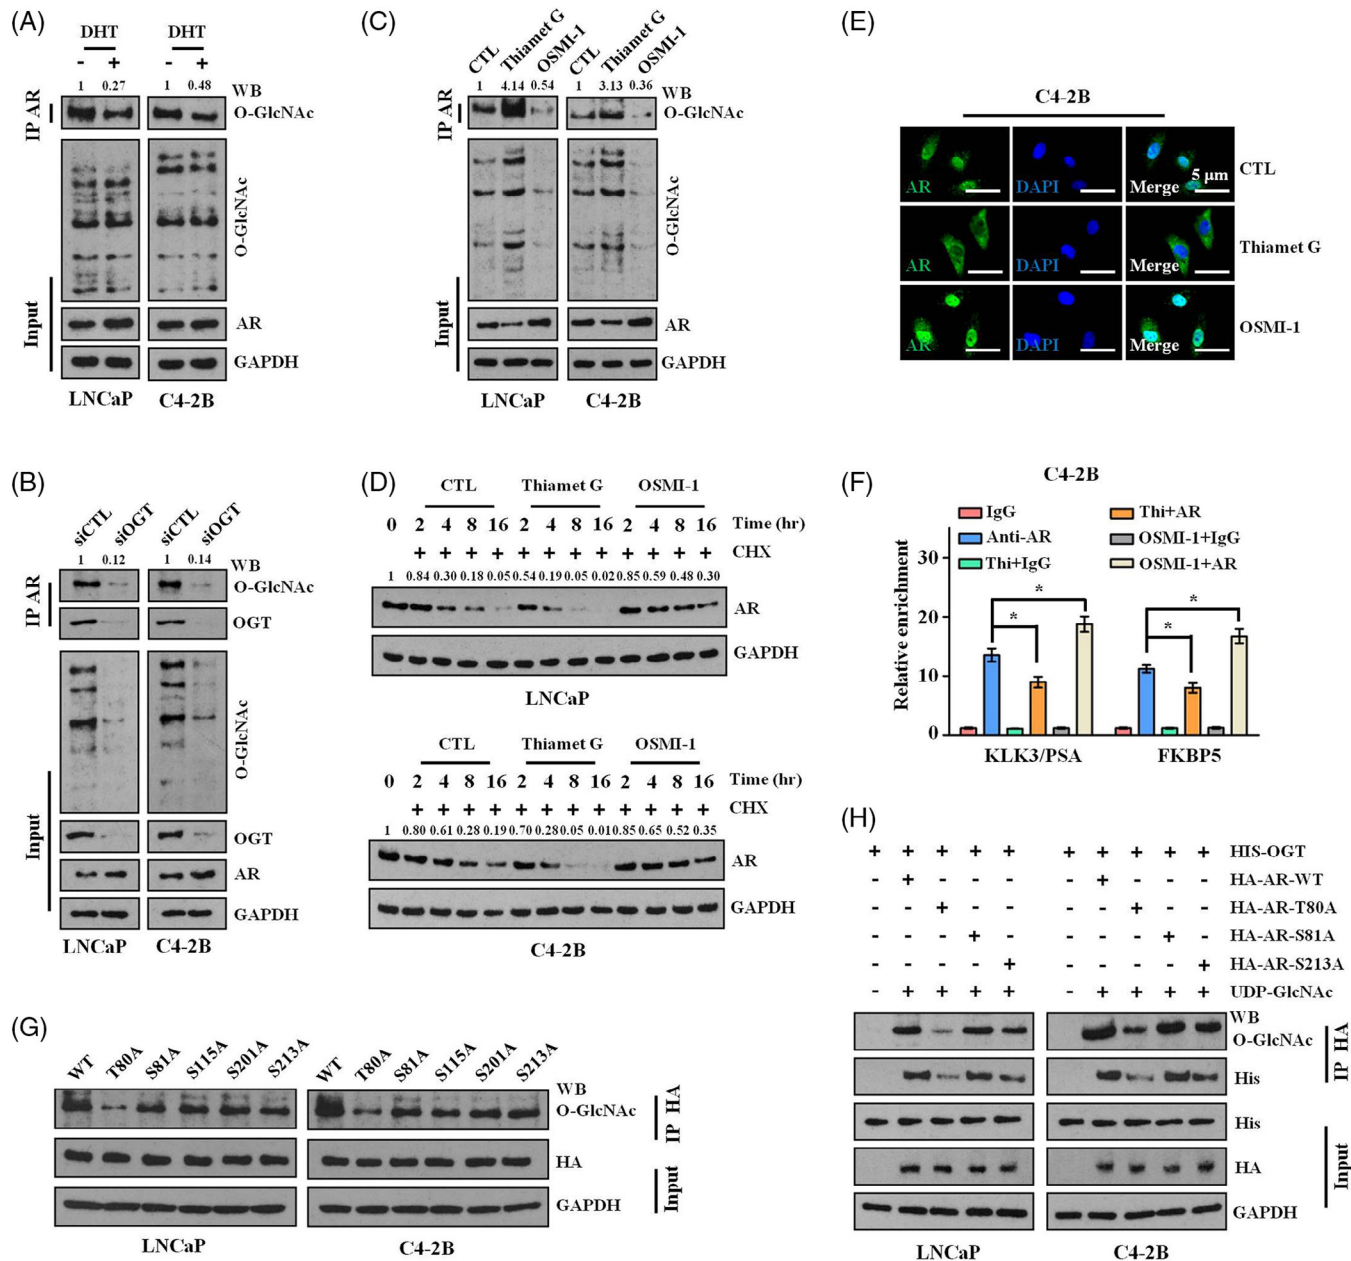 (A)
DHT DHT
- + - +
1 0.27 1 0.48 WB
IP AR
O-GlcNAc
O-GlcNAc
Input
AR
GAPDH
LNCaP C4-2B
(B)
siCTL siOGT siCTL siOGT
1 0.12 1 0.14 WB
IP AR
O-GlcNAc
OGT
O-GlcNAc
Input
OGT
AR
GAPDH
LNCaP C4-2B
(C)
CTL Thiamet G OSMI-1 CTL Thiamet G OSMI-1
1 4.14 0.54 1 3.13 0.36 WB
IP AR
O-GlcNAc
O-GlcNAc
Input
AR
GAPDH
LNCaP C4-2B
(D)
CTL Thiamet G OSMI-1
0 2 4 8 16 2 4 8 16 2 4 8 16 Time (hr)
+ + + + + + + + + + + + CHX
1 0.84 0.30 0.18 0.05 0.54 0.19 0.05 0.02 0.85 0.59 0.48 0.30
AR
GAPDH
LNCaP
CTL Thiamet G OSMI-1
0 2 4 8 16 2 4 8 16 2 4 8 16 Time (hr)
+ + + + + + + + + + + + CHX
1 0.80 0.61 0.28 0.19 0.70 0.28 0.05 0.01 0.85 0.65 0.52 0.35
AR
GAPDH
C4-2B
(E)
C4-2B
AR DAPI Merge 5 μm CTL
AR DAPI Merge Thiamet G
AR DAPI Merge OSMI-1
(F)
C4-2B
IgG Thi+AR
Anti-AR OSMI-1+IgG
Thi+IgG OSMI-1+AR
Relative enrichment
30
20
10
0
* *
* *
KLK3/PSA FKBP5
(G)
WT T80A S81A S115A S201A S213A WT T80A S81A S115A S201A S213A
WB
O-GlcNAc
IP HA
HA
GAPDH
Input
LNCaP C4-2B
(H)
+ + + + + + + + + + HIS-OGT
- + - - - - + - - - HA-AR-WT
- - + - - - - + - - HA-AR-T80A
- - - + - - - - + - HA-AR-S81A
- - - - + - - - - + HA-AR-S213A
- + + + + - + + + + UDP-GlcNAc
WB
O-GlcNAc
IP HA
His
His
HA
Input
GAPDH
LNCaP C4-2B